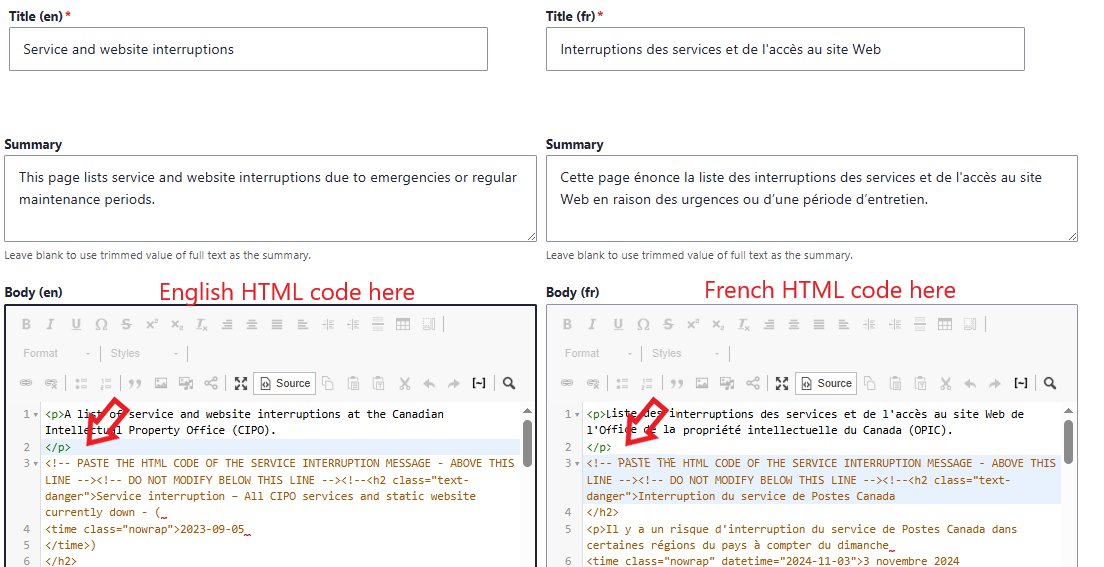 Title (en)* Title (fr)*
Service and website interruptions Interruptions des services et de l'accès au site Web
Summary Summary
This page lists service and website interruptions due to emergencies or regular
maintenance periods.
Cette page énonce la liste des interruptions des services et de l'accès au site
Web en raison des urgences ou d'une période d'entretien.
Leave blank to use trimmed value of full text as the summary. Leave blank to use trimmed value of full text as the summary.
Body (en) English HTML code here
Body (fr) French HTML code here
B I U Ω S x² x₂ Tx
Format Styles
Source
1 <p>A list of service and website interruptions at the Canadian
Intellectual Property Office (CIPO).
2 </p>
3 <!-- PASTE THE HTML CODE OF THE SERVICE INTERRUPTION MESSAGE - ABOVE THIS
LINE --><!-- DO NOT MODIFY BELOW THIS LINE --><!--<h2 class="text-
danger">Service interruption – All CIPO services and static website
currently down - (
4 <time class="nowrap">2023-09-05
5 </time>)
6 </h2>
B I U Ω S x² x₂ Tx
Format Styles
Source
1 <p>Liste des interruptions des services et de l'accès au site Web de
l'Office de la propriété intellectuelle du Canada (OPIC).
2 </p>
3 <!-- PASTE THE HTML CODE OF THE SERVICE INTERRUPTION MESSAGE - ABOVE THIS
LINE --><!-- DO NOT MODIFY BELOW THIS LINE --><!--<h2 class="text-
danger">Interruption du service de Postes Canada
4 </h2>
5 <p>Il y a un risque d'interruption du service de Postes Canada dans
certaines régions du pays à compter du dimanche
6 <time class="nowrap" datetime="2024-11-03">3 novembre 2024